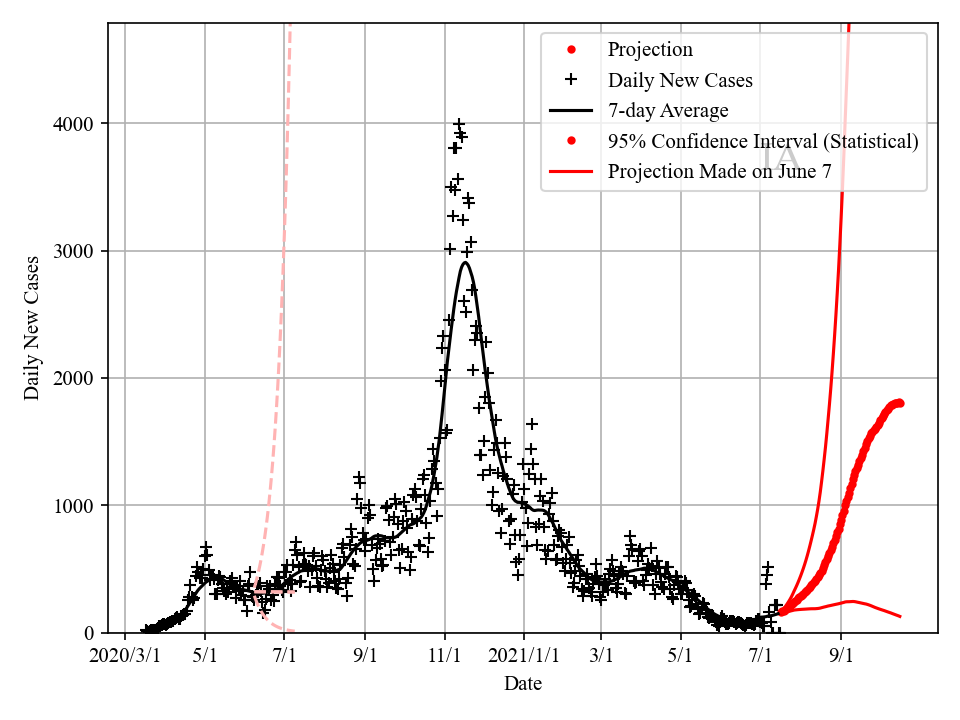 Projection
Daily New Cases
7-day Average
95% Confidence Interval (Statistical)
Projection Made on June 7
IA
4000
3000
2000
1000
0
Daily New Cases
2020/3/1 5/1 7/1 9/1 11/1 2021/1/1 3/1 5/1 7/1 9/1
Date